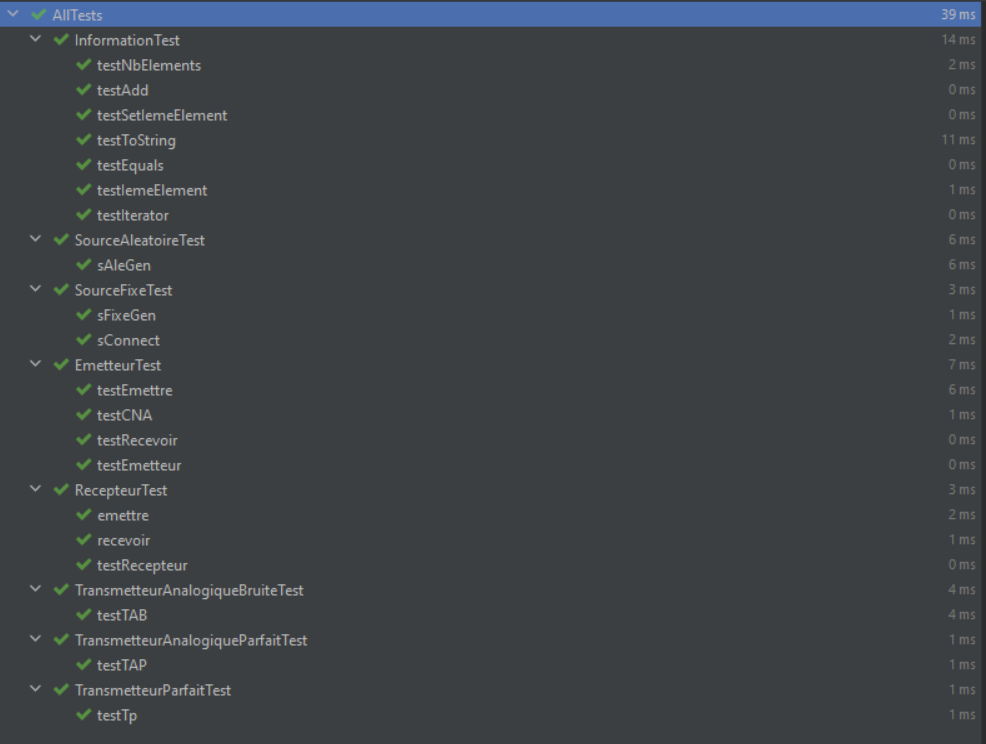 AllTests 39 ms
InformationTest 14 ms
testNbElements 2 ms
testAdd 0 ms
testSetIemeElement 0 ms
testToString 11 ms
testEquals 0 ms
testIemeElement 1 ms
testIterator 0 ms
SourceAleatoireTest 6 ms
sAleGen 6 ms
SourceFixeTest 3 ms
sFixeGen 1 ms
sConnect 2 ms
EmetteurTest 7 ms
testEmettre 6 ms
testCNA 1 ms
testRecevoir 0 ms
testEmetteur 0 ms
RecepteurTest 3 ms
emettre 2 ms
recevoir 1 ms
testRecepteur 0 ms
TransmetteurAnalogiqueBruiteTest 4 ms
testTAB 4 ms
TransmetteurAnalogiqueParfaitTest 1 ms
testTAP 1 ms
TransmetteurParfaitTest 1 ms
testTp 1 ms